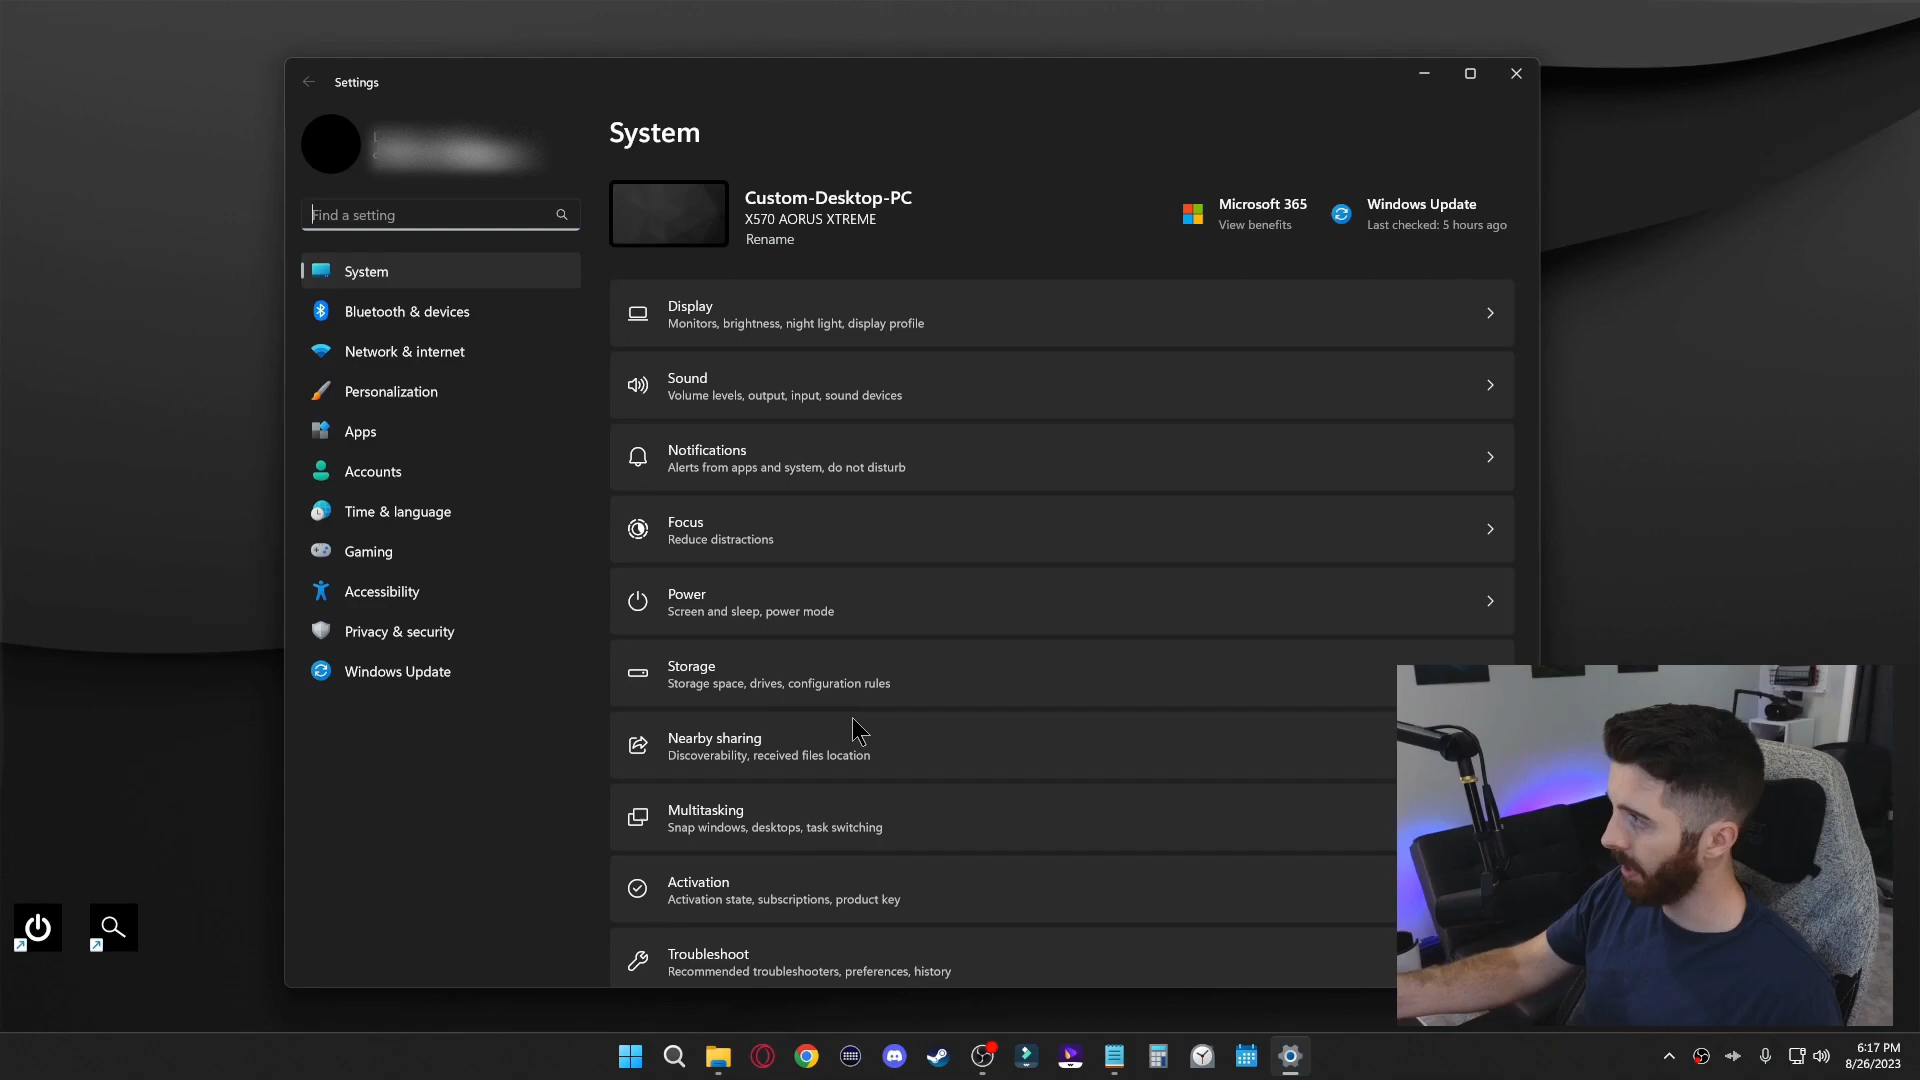 Settings
Find a setting
System
Bluetooth & devices
Network & internet
Personalization
Apps
Accounts
Time & language
Gaming
Accessibility
Privacy & security
Windows Update
System
Custom-Desktop-PC
X570 AORUS XTREME
Rename
Microsoft 365
View benefits
Windows Update
Last checked: 5 hours ago
Display
Monitors, brightness, night light, display profile
Sound
Volume levels, output, input, sound devices
Notifications
Alerts from apps and system, do not disturb
Focus
Reduce distractions
Power
Screen and sleep, power mode
Storage
Storage space, drives, configuration rules
Nearby sharing
Discoverability, received files location
Multitasking
Snap windows, desktops, task switching
Activation
Activation state, subscriptions, product key
Troubleshoot
Recommended troubleshooters, preferences, history
6:17 PM
8/26/2023